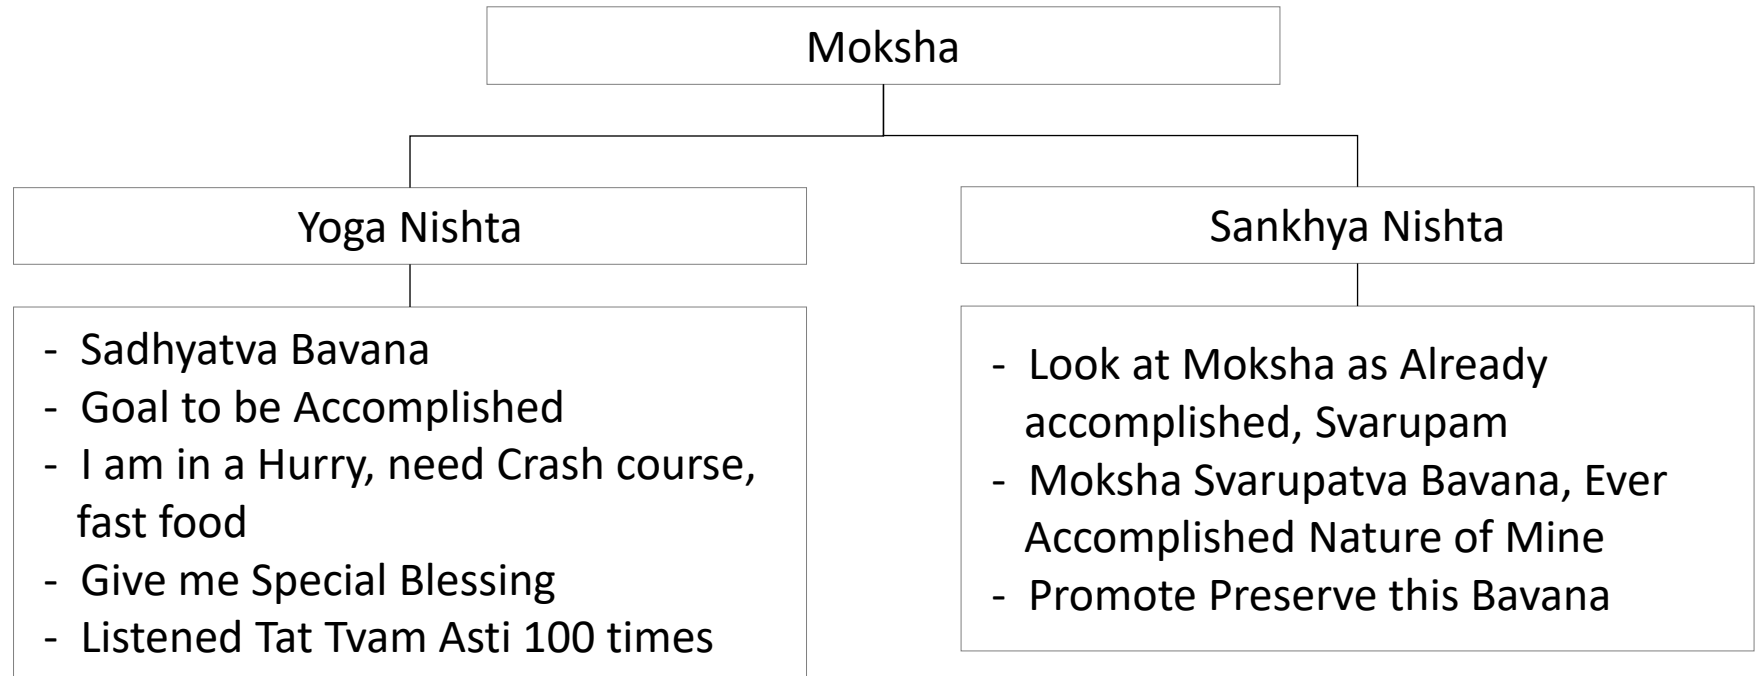 Moksha
Yoga Nishta
- Sadhyatva Bavana
- Goal to be Accomplished
- I am in a Hurry, need Crash course,
fast food
- Give me Special Blessing
- Listened Tat Tvam Asti 100 times
Sankhya Nishta
- Look at Moksha as Already
accomplished, Svarupam
- Moksha Svarupatva Bavana, Ever
Accomplished Nature of Mine
- Promote Preserve this Bavana